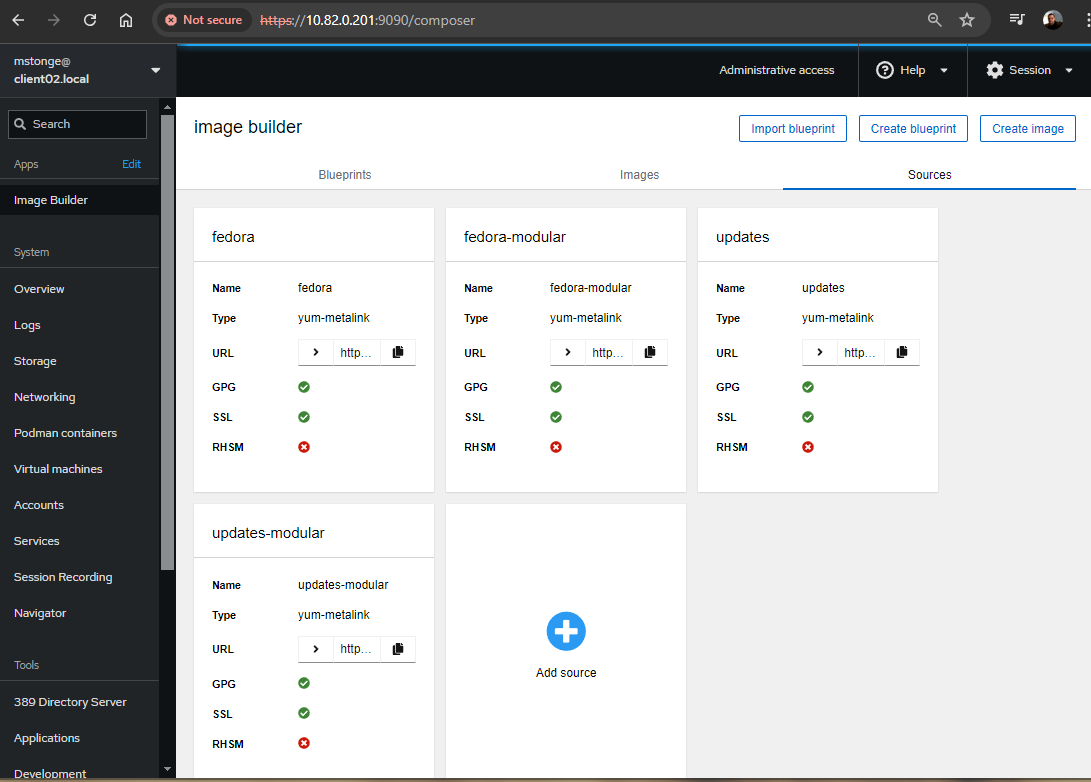 Not secure https://10.82.0.201:9090/composer
mstonge@
client02.local
Administrative access
Help
Session
Search
Apps
Edit
Image Builder
System
Overview
Logs
Storage
Networking
Podman containers
Virtual machines
Accounts
Services
Session Recording
Navigator
Tools
389 Directory Server
Applications
Development
image builder
Import blueprint
Create blueprint
Create image
Blueprints
Images
Sources
fedora
Name fedora
Type yum-metalink
URL http...
GPG
SSL
RHSM
fedora-modular
Name fedora-modular
Type yum-metalink
URL http...
GPG
SSL
RHSM
updates
Name updates
Type yum-metalink
URL http...
GPG
SSL
RHSM
updates-modular
Name updates-modular
Type yum-metalink
URL http...
GPG
SSL
RHSM
Add source